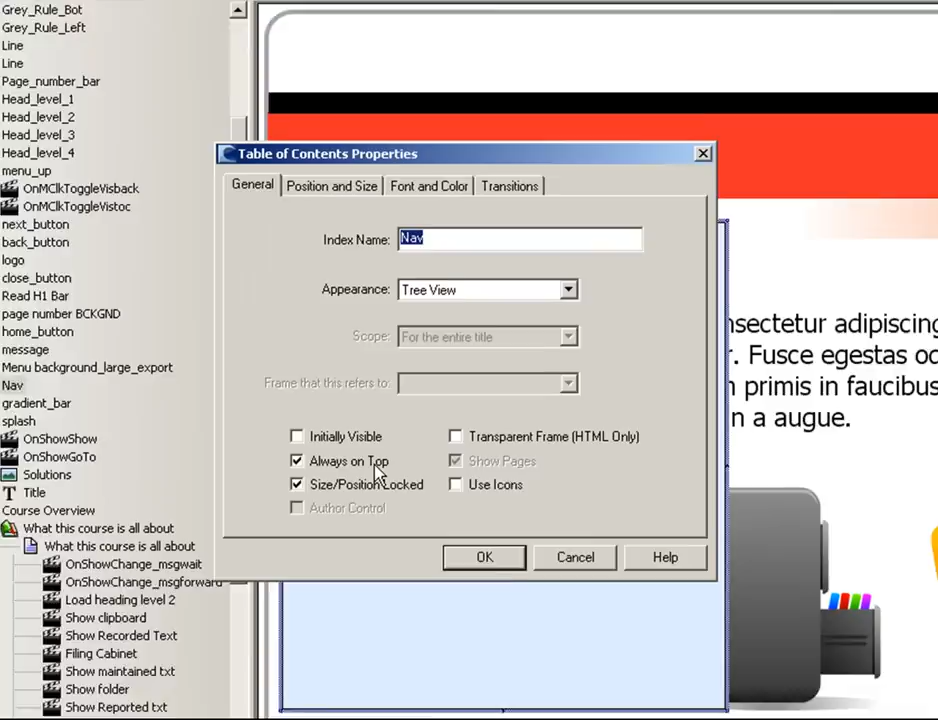 Grey_Rule_Bot
Grey_Rule_Left
Line
Line
Page_number_bar
Head_level_1
Head_level_2
Head_level_3
Head_level_4
menu_up
OnMClkToggleVisback
OnMClkToggleVistoc
next_button
back_button
logo
close_button
Read H1 Bar
page number BCKGND
home_button
message
Menu background_large_export
Nav
gradient_bar
splash
OnShowShow
OnShowGoTo
Solutions
Title
Course Overview
What this course is all about
What this course is all about
OnShowChange_msgwait
OnShowChange_msgforward
Load heading level 2
Show clipboard
Show Recorded Text
Filing Cabinet
Show maintained txt
Show folder
Show Reported txt
Table of Contents Properties
General
Position and Size
Font and Color
Transitions
Index Name: Nav
Appearance: Tree View
Scope: For the entire title
Frame that this refers to:
Initially Visible
Transparent Frame (HTML Only)
Always on Top
Show Pages
Size/Position Locked
Use Icons
Author Control
OK
Cancel
Help
nsectetur adipiscing
r. Fusce egestas od
n primis in faucibus
n a augue.